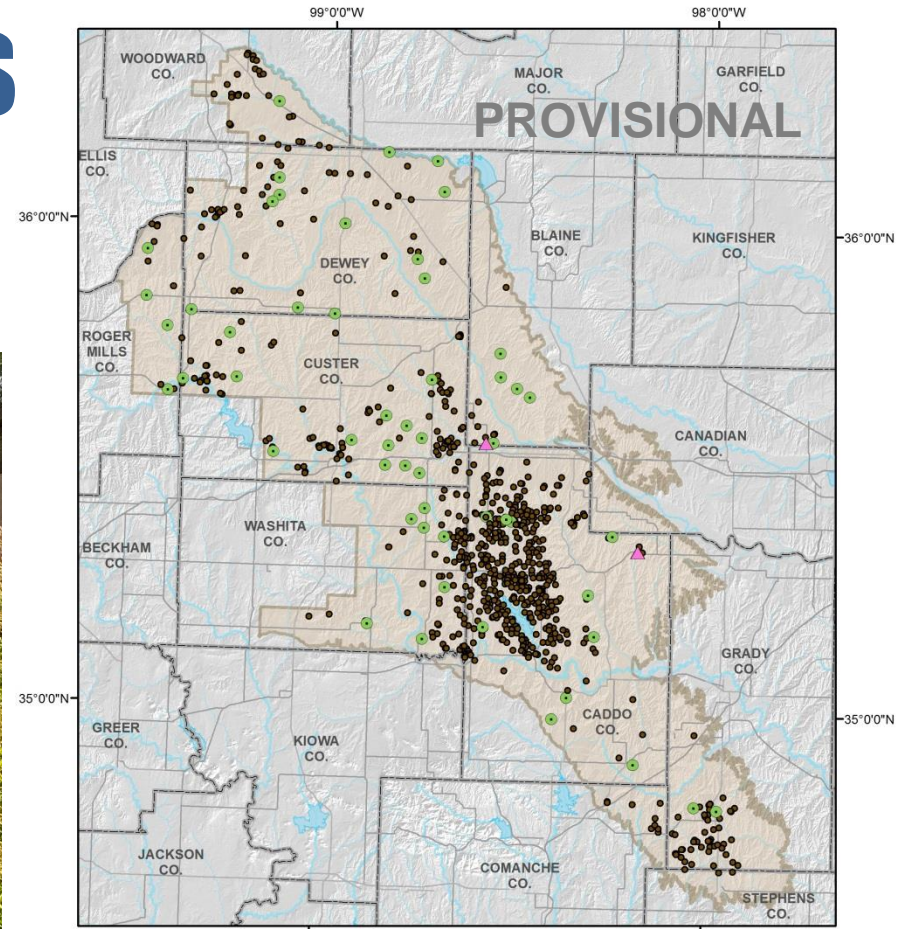 S
99°0'0"W
98°0'0"W
WOODWARD
CO.
MAJOR
CO.
GARFIELD
CO.
PROVISIONAL
ELLIS
CO.
36°0'0"N
BLAINE
CO.
KINGFISHER
CO.
36°0'0"N
DEWEY
CO.
ROGER
MILLS
CO.
CUSTER
CO.
CANADIAN
CO.
WASHITA
CO.
BECKHAM
CO.
GRADY
CO.
35°0'0"N
CADDO
CO.
35°0'0"N
GREER
CO.
KIOWA
CO.
JACKSON
CO.
COMANCHE
CO.
STEPHENS
CO.